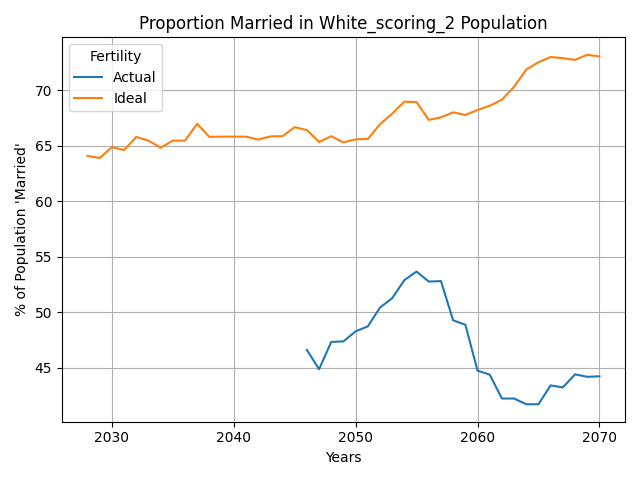 Proportion Married in White_scoring_2 Population
Fertility
Actual
Ideal
% of Population 'Married'
70
65
60
55
50
45
2030 2040 2050 2060 2070
Years